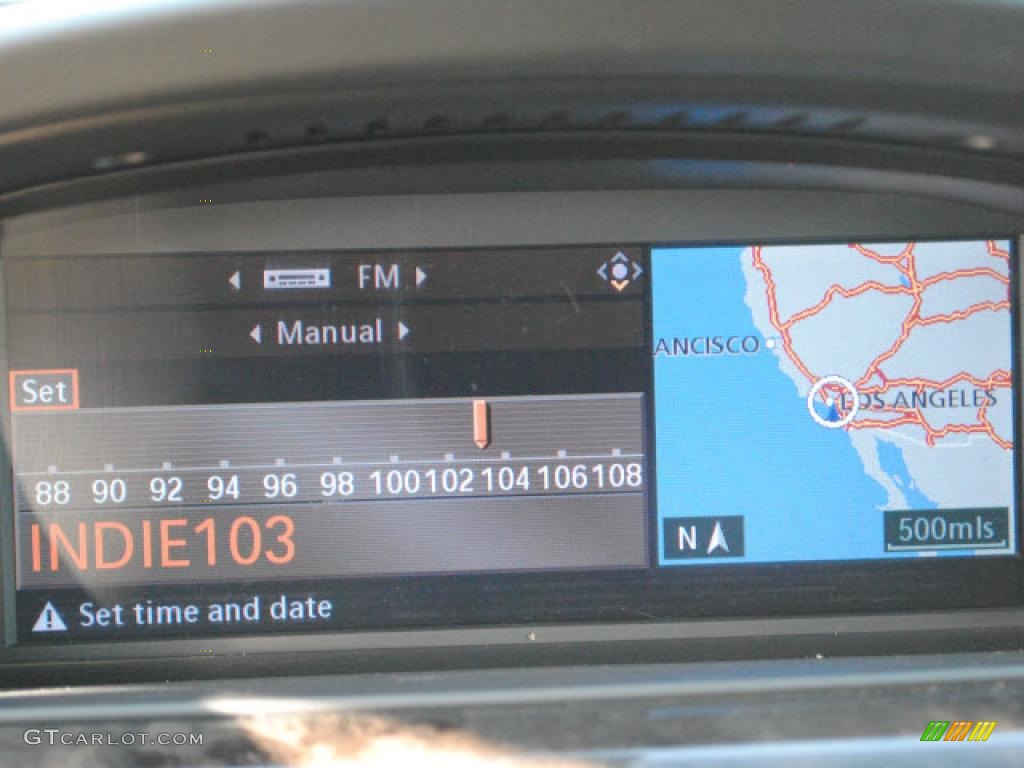 FM
Manual
Set
88 90 92 94 96 98 100 102 104 106 108
INDIE103
Set time and date
ANCISCO
LOS ANGELES
N
500mls
GTCARLOT.COM